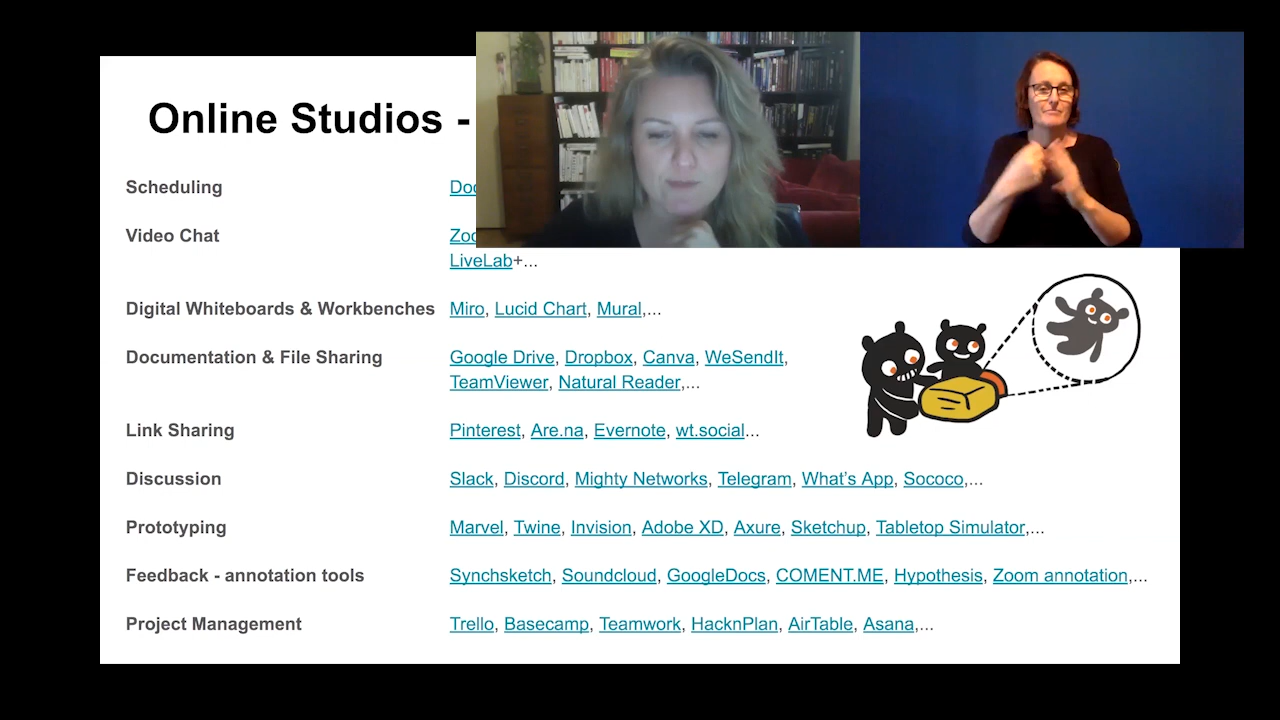 Online Studios -
Scheduling
Video Chat
LiveLab+...
Digital Whiteboards & Workbenches Miro, Lucid Chart, Mural,...
Documentation & File Sharing Google Drive, Dropbox, Canva, WeSendIt,
TeamViewer, Natural Reader,...
Link Sharing Pinterest, Are.na, Evernote, wt.social...
Discussion Slack, Discord, Mighty Networks, Telegram, What's App, Sococo,...
Prototyping Marvel, Twine, Invision, Adobe XD, Axure, Sketchup, Tabletop Simulator,...
Feedback - annotation tools Synchsketch, Soundcloud, GoogleDocs, COMENT.ME, Hypothesis, Zoom annotation,...
Project Management Trello, Basecamp, Teamwork, HacknPlan, AirTable, Asana,...